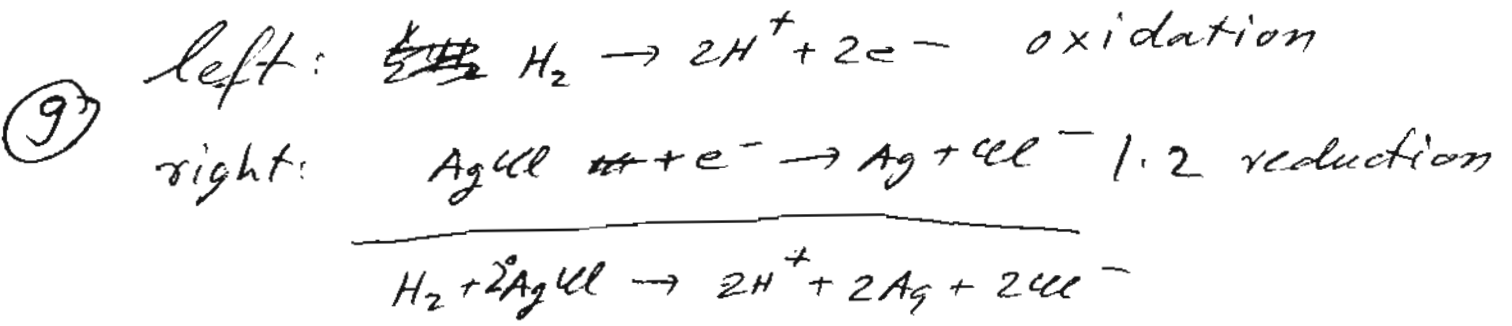 left: H₂ → 2H⁺ + 2e⁻ oxidation
9)
right: AgCl + e⁻ → Ag + Cl⁻ |·2 reduction
H₂ + 2AgCl → 2H⁺ + 2Ag + 2Cl⁻